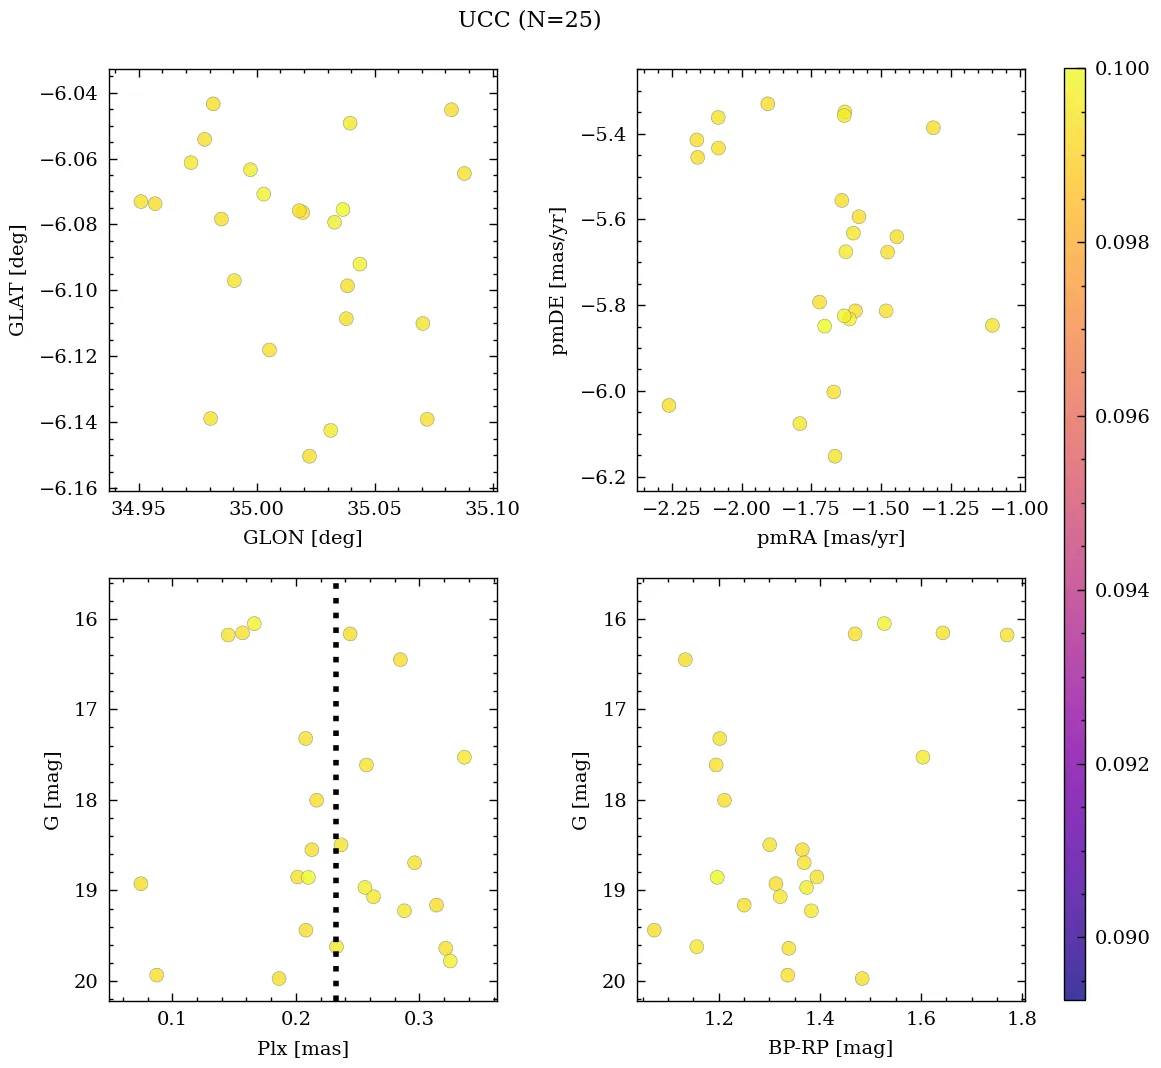 UCC (N=25)
−6.04
−6.06
−6.08
−6.10
−6.12
−6.14
−6.16
GLAT [deg]
34.95 35.00 35.05 35.10
GLON [deg]
−5.4
−5.6
−5.8
−6.0
−6.2
pmDE [mas/yr]
−2.25 −2.00 −1.75 −1.50 −1.25 −1.00
pmRA [mas/yr]
16
17
18
19
20
G [mag]
0.1 0.2 0.3
Plx [mas]
16
17
18
19
20
G [mag]
1.2 1.4 1.6 1.8
BP-RP [mag]
0.100
0.098
0.096
0.094
0.092
0.090